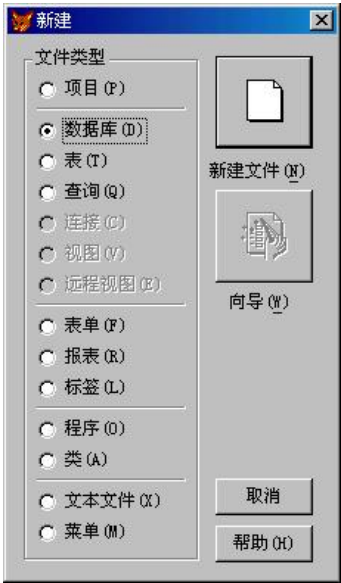 新建
文件类型
项目(P)
数据库(D)
表(T)
查询(Q)
连接(C)
视图(V)
远程视图(E)
表单(F)
报表(R)
标签(L)
程序(O)
类(A)
文本文件(X)
菜单(M)
新建文件(N)
向导(W)
取消
帮助(H)